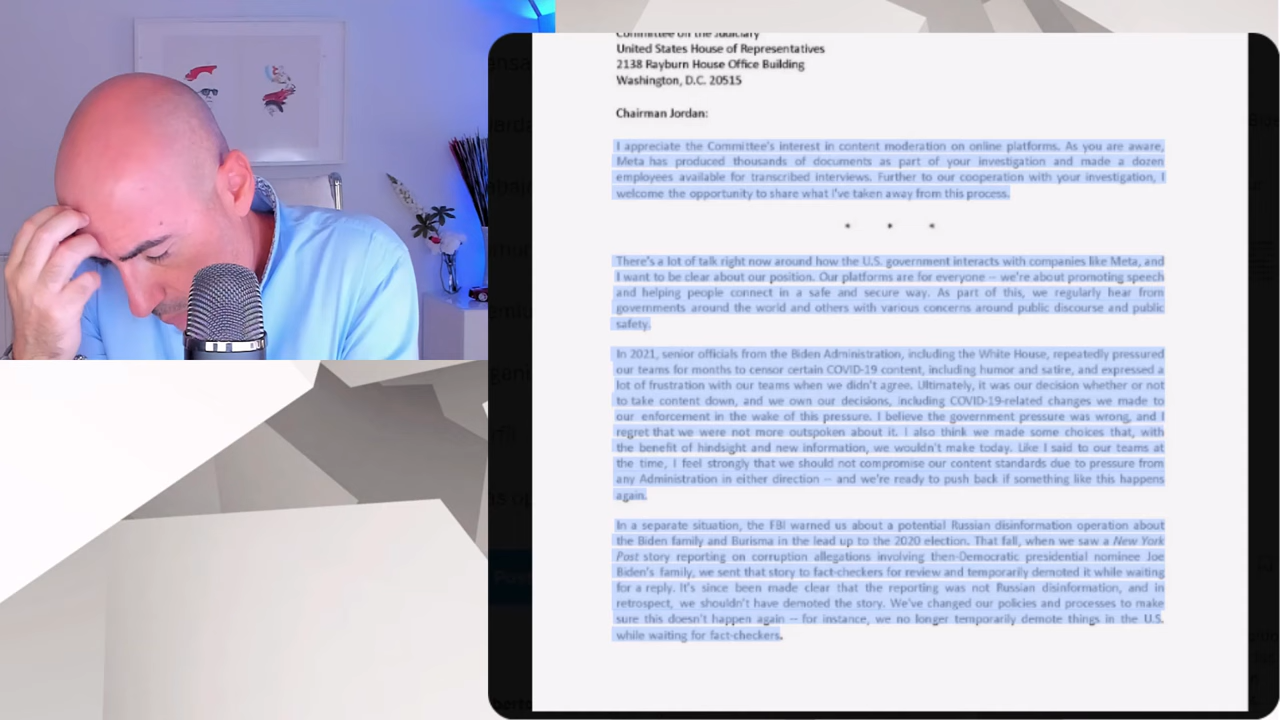 Committee on the Judiciary
United States House of Representatives
2138 Rayburn House Office Building
Washington, D.C. 20515
Chairman Jordan:
I appreciate the Committee's interest in content moderation on online platforms. As you are aware,
Meta has produced thousands of documents as part of your investigation and made a dozen
employees available for transcribed interviews. Further to our cooperation with your investigation, I
welcome the opportunity to share what I've taken away from this process.
* * *
There's a lot of talk right now around how the U.S. government interacts with companies like Meta, and
I want to be clear about our position. Our platforms are for everyone -- we're about promoting speech
and helping people connect in a safe and secure way. As part of this, we regularly hear from
governments around the world and others with various concerns around public discourse and public
safety.
In 2021, senior officials from the Biden Administration, including the White House, repeatedly pressured
our teams for months to censor certain COVID-19 content, including humor and satire, and expressed a
lot of frustration with our teams when we didn't agree. Ultimately, it was our decision whether or not
to take content down, and we own our decisions, including COVID-19-related changes we made to
our enforcement in the wake of this pressure. I believe the government pressure was wrong, and I
regret that we were not more outspoken about it. I also think we made some choices that, with
the benefit of hindsight and new information, we wouldn't make today. Like I said to our teams at
the time, I feel strongly that we should not compromise our content standards due to pressure from
any Administration in either direction -- and we're ready to push back if something like this happens
again.
In a separate situation, the FBI warned us about a potential Russian disinformation operation about
the Biden family and Burisma in the lead up to the 2020 election. That fall, when we saw a New York
Post story reporting on corruption allegations involving then-Democratic presidential nominee Joe
Biden's family, we sent that story to fact-checkers for review and temporarily demoted it while waiting
for a reply. It's since been made clear that the reporting was not Russian disinformation, and in
retrospect, we shouldn't have demoted the story. We've changed our policies and processes to make
sure this doesn't happen again -- for instance, we no longer temporarily demote things in the U.S.
while waiting for fact-checkers.